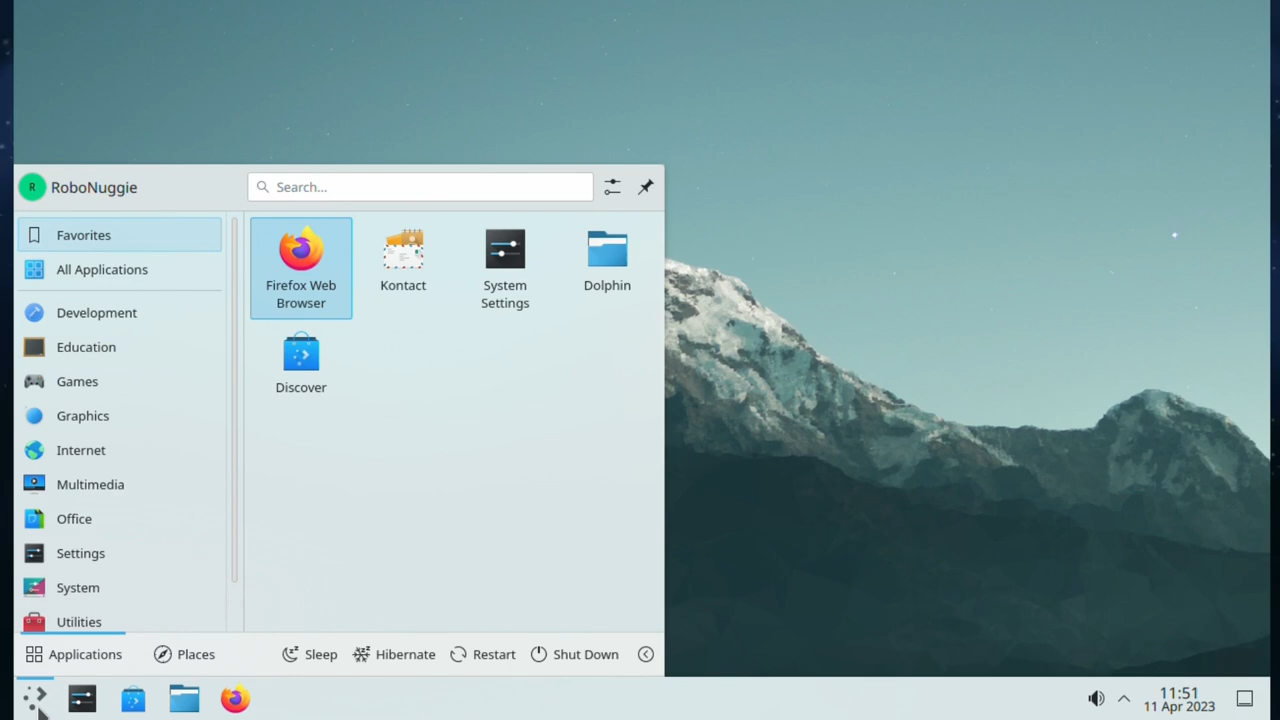 R
RoboNuggie
Search...
Favorites
All Applications
Development
Education
Games
Graphics
Internet
Multimedia
Office
Settings
System
Utilities
Firefox Web
Browser
Kontact
System
Settings
Dolphin
Discover
Applications
Places
Sleep
Hibernate
Restart
Shut Down
11:51
11 Apr 2023